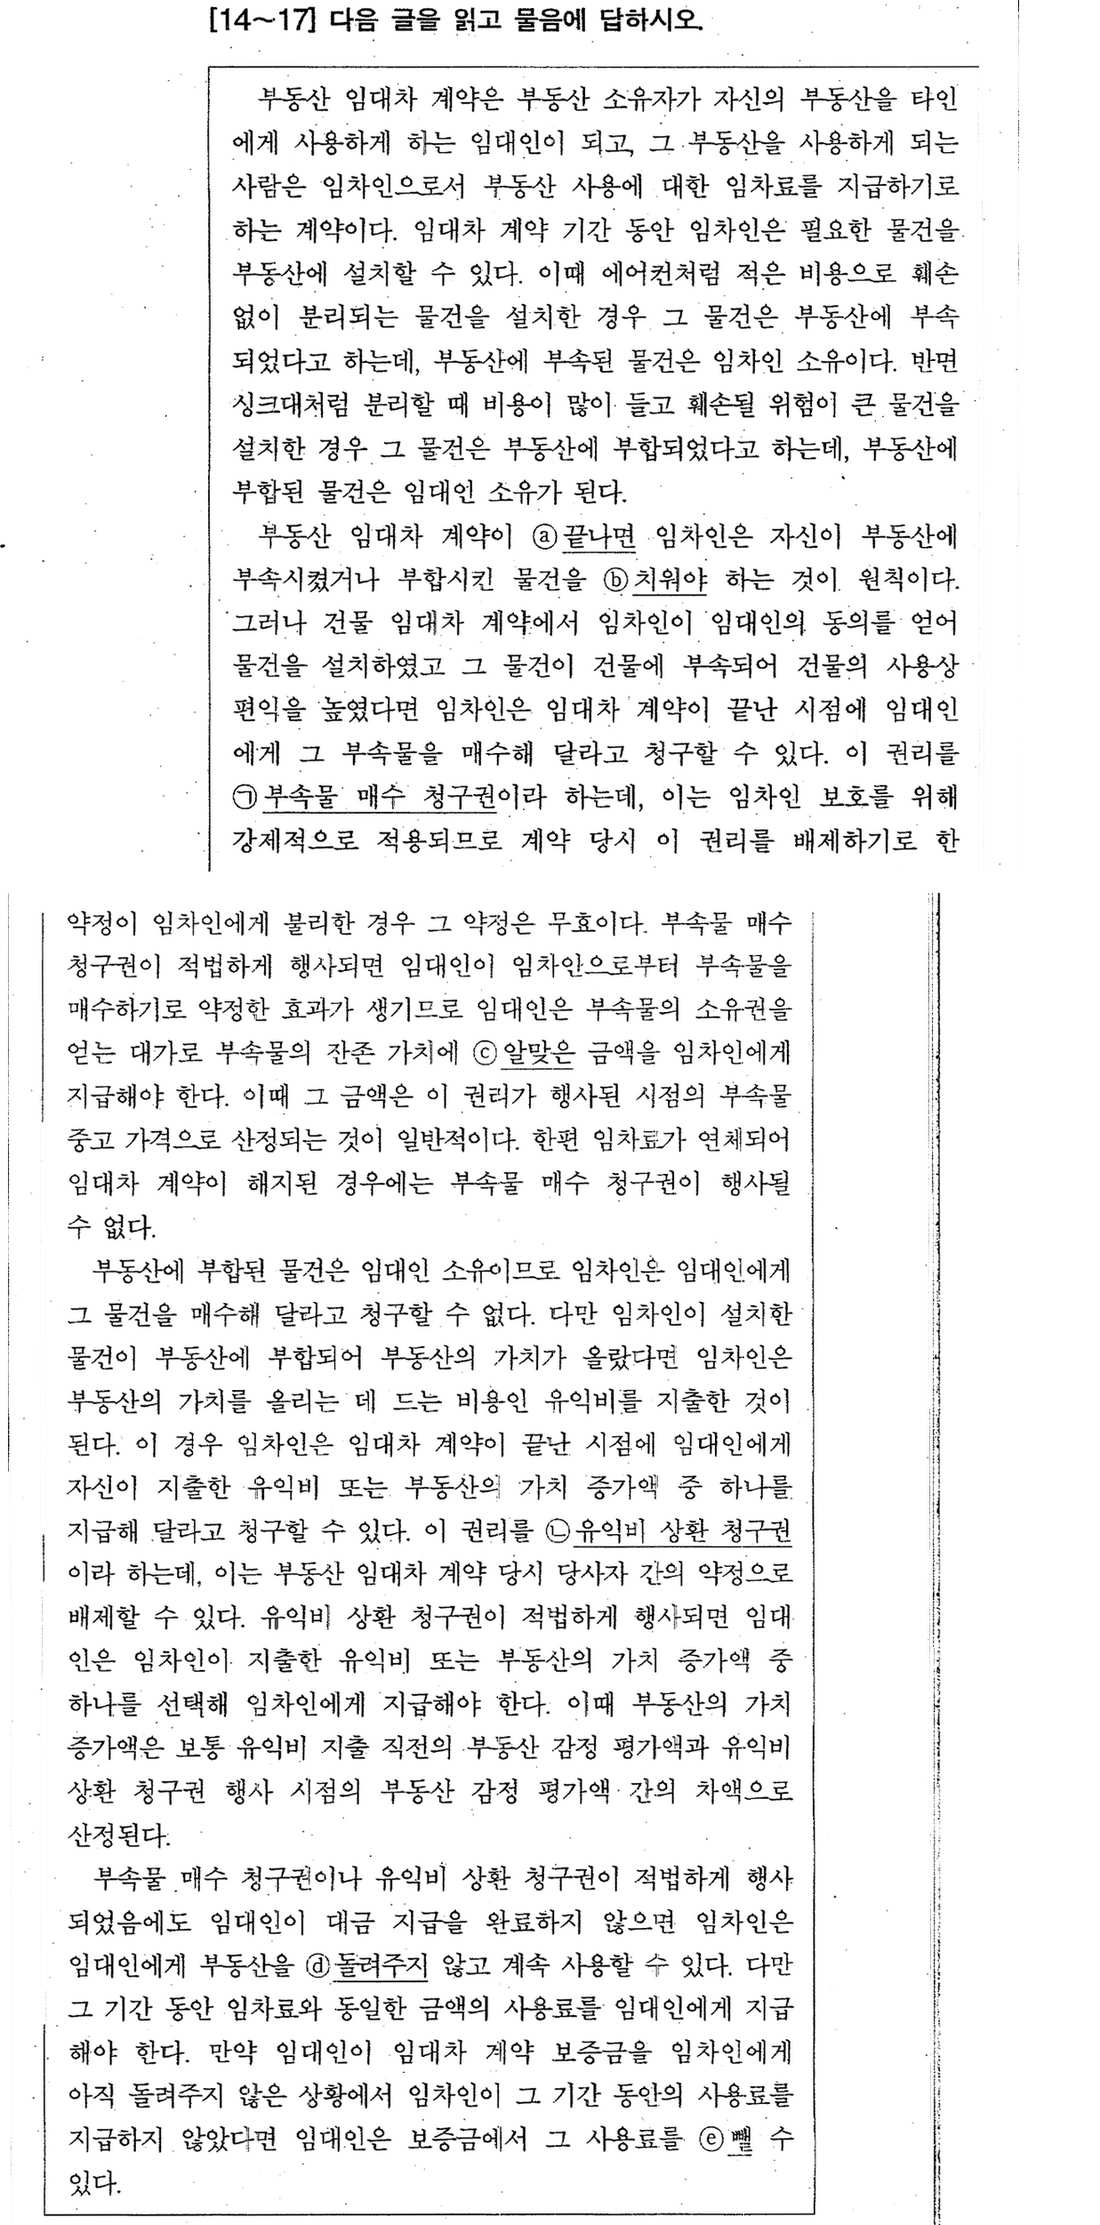 [14~17] 다음 글을 읽고 물음에 답하시오.
부동산 임대차 계약은 부동산 소유자가 자신의 부동산을 타인
에게 사용하게 하는 임대인이 되고, 그 부동산을 사용하게 되는
사람은 임차인으로서 부동산 사용에 대한 임차료를 지급하기로
하는 계약이다. 임대차 계약 기간 동안 임차인은 필요한 물건을
부동산에 설치할 수 있다. 이때 에어컨처럼 적은 비용으로 훼손
없이 분리되는 물건을 설치한 경우 그 물건은 부동산에 부속
되었다고 하는데, 부동산에 부속된 물건은 임차인 소유이다. 반면
싱크대처럼 분리할 때 비용이 많이 들고 훼손될 위험이 큰 물건을
설치한 경우 그 물건은 부동산에 부합되었다고 하는데, 부동산에
부합된 물건은 임대인 소유가 된다.
부동산 임대차 계약이 ⓐ끝나면 임차인은 자신이 부동산에
부속시켰거나 부합시킨 물건을 ⓑ치워야 하는 것이 원칙이다.
그러나 건물 임대차 계약에서 임차인이 임대인의 동의를 얻어
물건을 설치하였고 그 물건이 건물에 부속되어 건물의 사용상
편익을 높였다면 임차인은 임대차 계약이 끝난 시점에 임대인
에게 그 부속물을 매수해 달라고 청구할 수 있다. 이 권리를
㉠부속물 매수 청구권이라 하는데, 이는 임차인 보호를 위해
강제적으로 적용되므로 계약 당시 이 권리를 배제하기로 한
약정이 임차인에게 불리한 경우 그 약정은 무효이다. 부속물 매수
청구권이 적법하게 행사되면 임대인이 임차인으로부터 부속물을
매수하기로 약정한 효과가 생기므로 임대인은 부속물의 소유권을
얻는 대가로 부속물의 잔존 가치에 ⓒ알맞은 금액을 임차인에게
지급해야 한다. 이때 그 금액은 이 권리가 행사된 시점의 부속물
중고 가격으로 산정되는 것이 일반적이다. 한편 임차료가 연체되어
임대차 계약이 해지된 경우에는 부속물 매수 청구권이 행사될
수 없다.
부동산에 부합된 물건은 임대인 소유이므로 임차인은 임대인에게
그 물건을 매수해 달라고 청구할 수 없다. 다만 임차인이 설치한
물건이 부동산에 부합되어 부동산의 가치가 올랐다면 임차인은
부동산의 가치를 올리는 데 드는 비용인 유익비를 지출한 것이
된다. 이 경우 임차인은 임대차 계약이 끝난 시점에 임대인에게
자신이 지출한 유익비 또는 부동산의 가치 증가액 중 하나를
지급해 달라고 청구할 수 있다. 이 권리를 ㉡유익비 상환 청구권
이라 하는데, 이는 부동산 임대차 계약 당시 당사자 간의 약정으로
배제할 수 있다. 유익비 상환 청구권이 적법하게 행사되면 임대
인은 임차인이 지출한 유익비 또는 부동산의 가치 증가액 중
하나를 선택해 임차인에게 지급해야 한다. 이때 부동산의 가치
증가액은 보통 유익비 지출 직전의 부동산 감정 평가액과 유익비
상환 청구권 행사 시점의 부동산 감정 평가액 간의 차액으로
산정된다.
부속물 매수 청구권이나 유익비 상환 청구권이 적법하게 행사
되었음에도 임대인이 대금 지급을 완료하지 않으면 임차인은
임대인에게 부동산을 ⓓ돌려주지 않고 계속 사용할 수 있다. 다만
그 기간 동안 임차료와 동일한 금액의 사용료를 임대인에게 지급
해야 한다. 만약 임대인이 임대차 계약 보증금을 임차인에게
아직 돌려주지 않은 상황에서 임차인이 그 기간 동안의 사용료를
지급하지 않았다면 임대인은 보증금에서 그 사용료를 ⓔ뺄 수
있다.